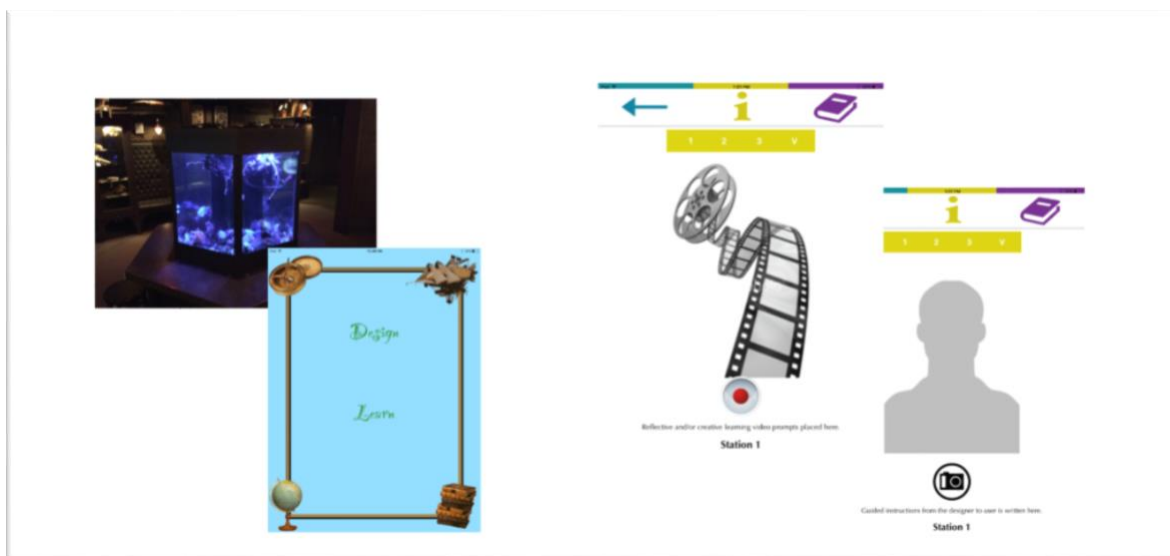 Design
Learn
1 2 3 V
Reflective and/or creative learning video prompts placed here.
Station 1
1 2 3 V
Guided instructions from the designer to user is written here.
Station 1